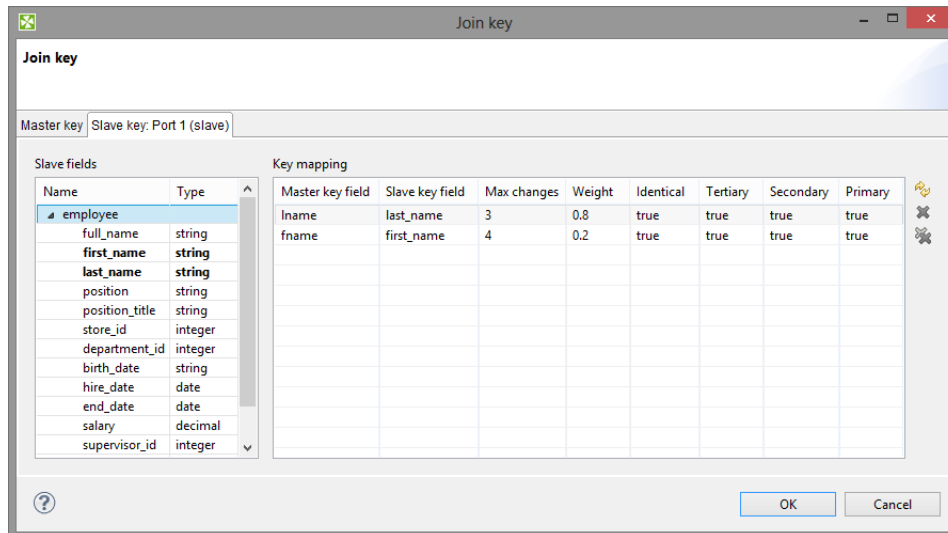 Join key
Join key
Master key Slave key: Port 1 (slave)
Slave fields
Name Type
employee
full_name string
first_name string
last_name string
position string
position_title string
store_id integer
department_id integer
birth_date string
hire_date date
end_date date
salary decimal
supervisor_id integer
Key mapping
Master key field Slave key field Max changes Weight Identical Tertiary Secondary Primary
lname last_name 3 0.8 true true true true
fname first_name 4 0.2 true true true true
OK Cancel